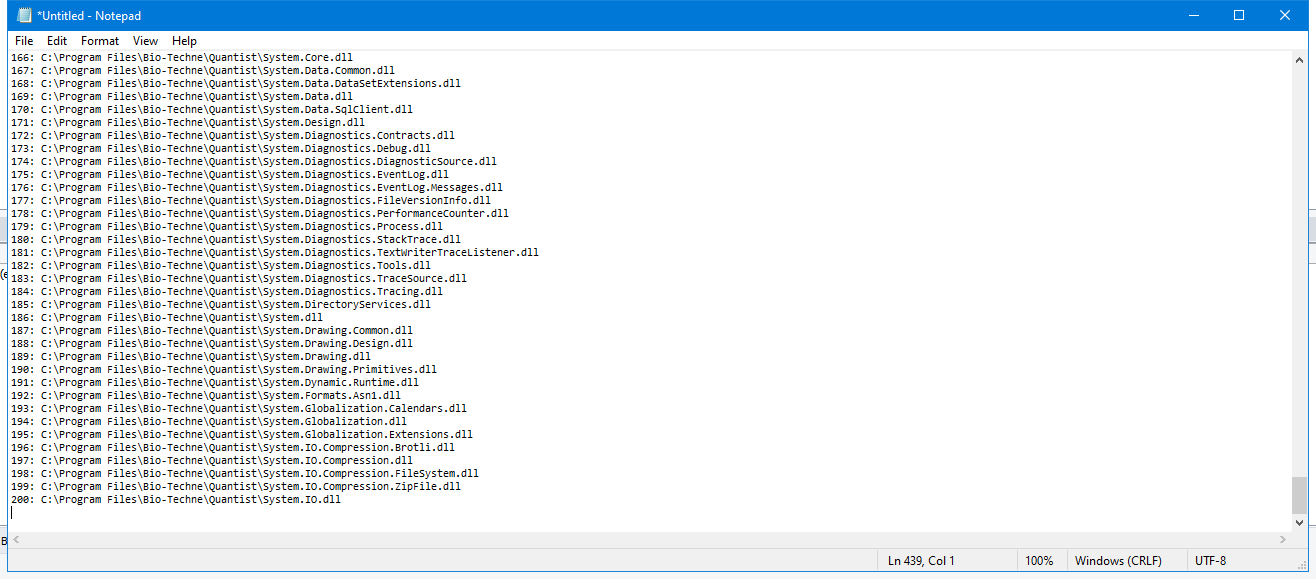 *Untitled - Notepad
File Edit Format View Help
166: C:\Program Files\Bio-Techne\Quantist\System.Core.dll
167: C:\Program Files\Bio-Techne\Quantist\System.Data.Common.dll
168: C:\Program Files\Bio-Techne\Quantist\System.Data.DataSetExtensions.dll
169: C:\Program Files\Bio-Techne\Quantist\System.Data.dll
170: C:\Program Files\Bio-Techne\Quantist\System.Data.SqlClient.dll
171: C:\Program Files\Bio-Techne\Quantist\System.Design.dll
172: C:\Program Files\Bio-Techne\Quantist\System.Diagnostics.Contracts.dll
173: C:\Program Files\Bio-Techne\Quantist\System.Diagnostics.Debug.dll
174: C:\Program Files\Bio-Techne\Quantist\System.Diagnostics.DiagnosticSource.dll
175: C:\Program Files\Bio-Techne\Quantist\System.Diagnostics.EventLog.dll
176: C:\Program Files\Bio-Techne\Quantist\System.Diagnostics.EventLog.Messages.dll
177: C:\Program Files\Bio-Techne\Quantist\System.Diagnostics.FileVersionInfo.dll
178: C:\Program Files\Bio-Techne\Quantist\System.Diagnostics.PerformanceCounter.dll
179: C:\Program Files\Bio-Techne\Quantist\System.Diagnostics.Process.dll
180: C:\Program Files\Bio-Techne\Quantist\System.Diagnostics.StackTrace.dll
181: C:\Program Files\Bio-Techne\Quantist\System.Diagnostics.TextWriterTraceListener.dll
182: C:\Program Files\Bio-Techne\Quantist\System.Diagnostics.Tools.dll
183: C:\Program Files\Bio-Techne\Quantist\System.Diagnostics.TraceSource.dll
184: C:\Program Files\Bio-Techne\Quantist\System.Diagnostics.Tracing.dll
185: C:\Program Files\Bio-Techne\Quantist\System.DirectoryServices.dll
186: C:\Program Files\Bio-Techne\Quantist\System.dll
187: C:\Program Files\Bio-Techne\Quantist\System.Drawing.Common.dll
188: C:\Program Files\Bio-Techne\Quantist\System.Drawing.Design.dll
189: C:\Program Files\Bio-Techne\Quantist\System.Drawing.dll
190: C:\Program Files\Bio-Techne\Quantist\System.Drawing.Primitives.dll
191: C:\Program Files\Bio-Techne\Quantist\System.Dynamic.Runtime.dll
192: C:\Program Files\Bio-Techne\Quantist\System.Formats.Asn1.dll
193: C:\Program Files\Bio-Techne\Quantist\System.Globalization.Calendars.dll
194: C:\Program Files\Bio-Techne\Quantist\System.Globalization.dll
195: C:\Program Files\Bio-Techne\Quantist\System.Globalization.Extensions.dll
196: C:\Program Files\Bio-Techne\Quantist\System.IO.Compression.Brotli.dll
197: C:\Program Files\Bio-Techne\Quantist\System.IO.Compression.dll
198: C:\Program Files\Bio-Techne\Quantist\System.IO.Compression.FileSystem.dll
199: C:\Program Files\Bio-Techne\Quantist\System.IO.Compression.ZipFile.dll
200: C:\Program Files\Bio-Techne\Quantist\System.IO.dll
Ln 439, Col 1 100% Windows (CRLF) UTF-8